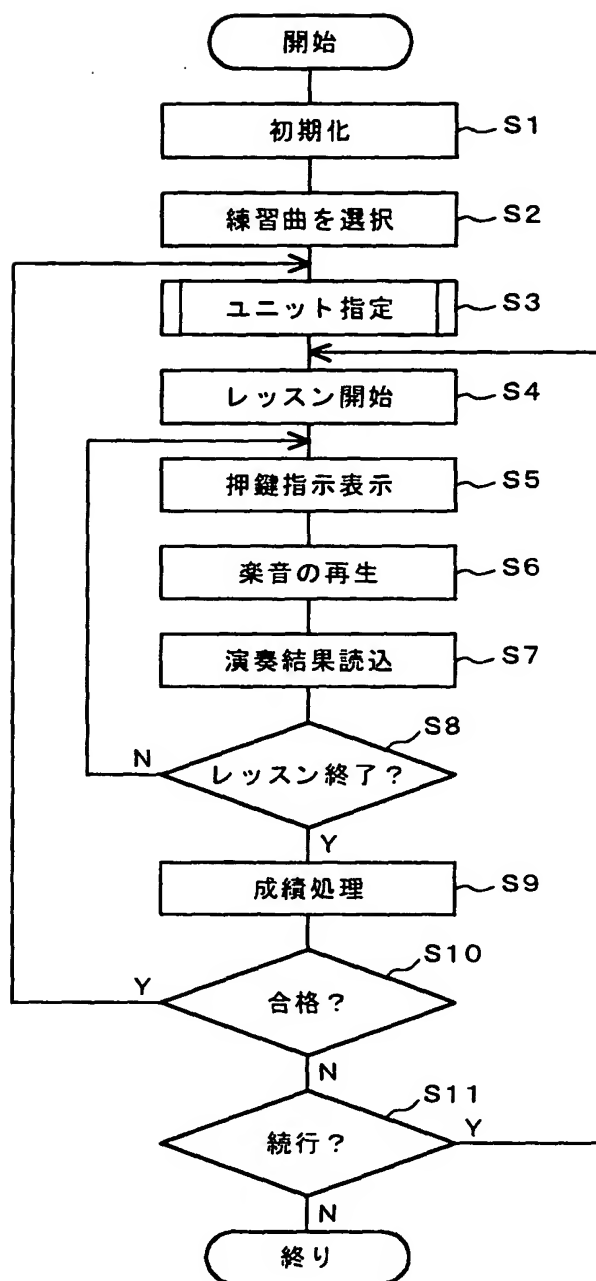 開始
初期化 S1
練習曲を選択 S2
ユニット指定 S3
レッスン開始 S4
押鍵指示表示 S5
楽音の再生 S6
演奏結果読込 S7
S8
N レッスン終了?
Y
成績処理 S9
S10
Y 合格?
N
S11
続行? Y
N
終り